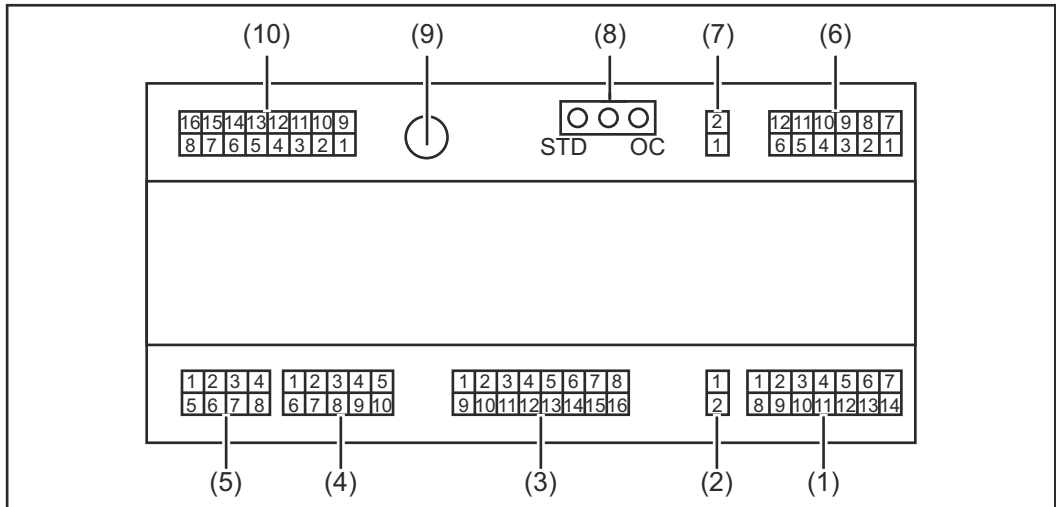 (10) (9) (8) (7) (6)
16 15 14 13 12 11 10 9
8 7 6 5 4 3 2 1
STD OC
2
1
12 11 10 9 8 7
6 5 4 3 2 1
1 2 3 4
5 6 7 8
1 2 3 4 5
6 7 8 9 10
1 2 3 4 5 6 7 8
9 10 11 12 13 14 15 16
1
2
1 2 3 4 5 6 7
8 9 10 11 12 13 14
(5) (4) (3) (2) (1)